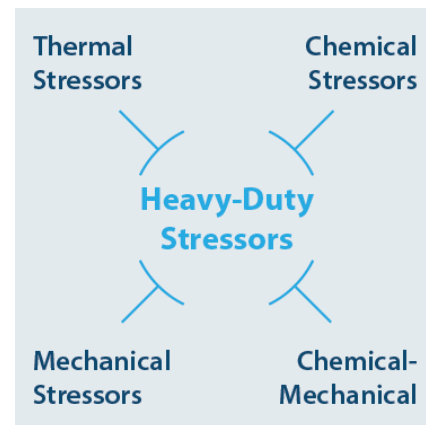 Thermal
Stressors
Chemical
Stressors
Heavy-Duty
Stressors
Mechanical
Stressors
Chemical-
Mechanical